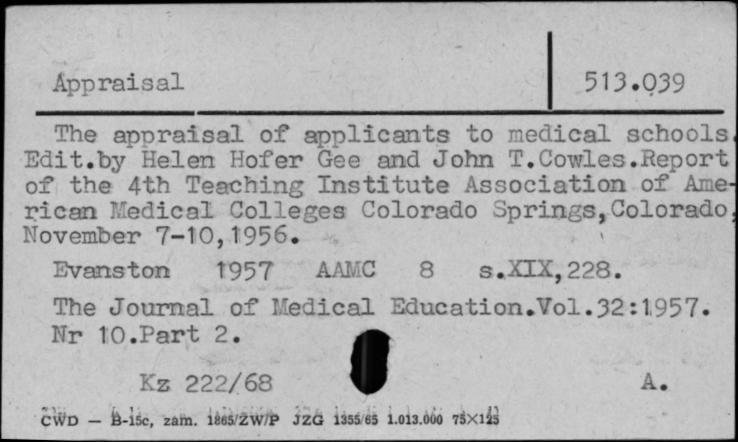 Appraisal 513.039
The appraisal of applicants to medical schools.
Edit.by Helen Hofer Gee and John T.Cowles.Report
of the 4th Teaching Institute Association of Ame-
rican Medical Colleges Colorado Springs,Colorado,
November 7-10,1956.
Evanston 1957 AAMC 8 s.XIX,228.
The Journal of Medical Education.Vol.32:1957.
Nr 10.Part 2.
Kz 222/68 A.
CWD — B-15c, zam. 1865/ZW/P JZG 1355/65 1.013.000 75×125